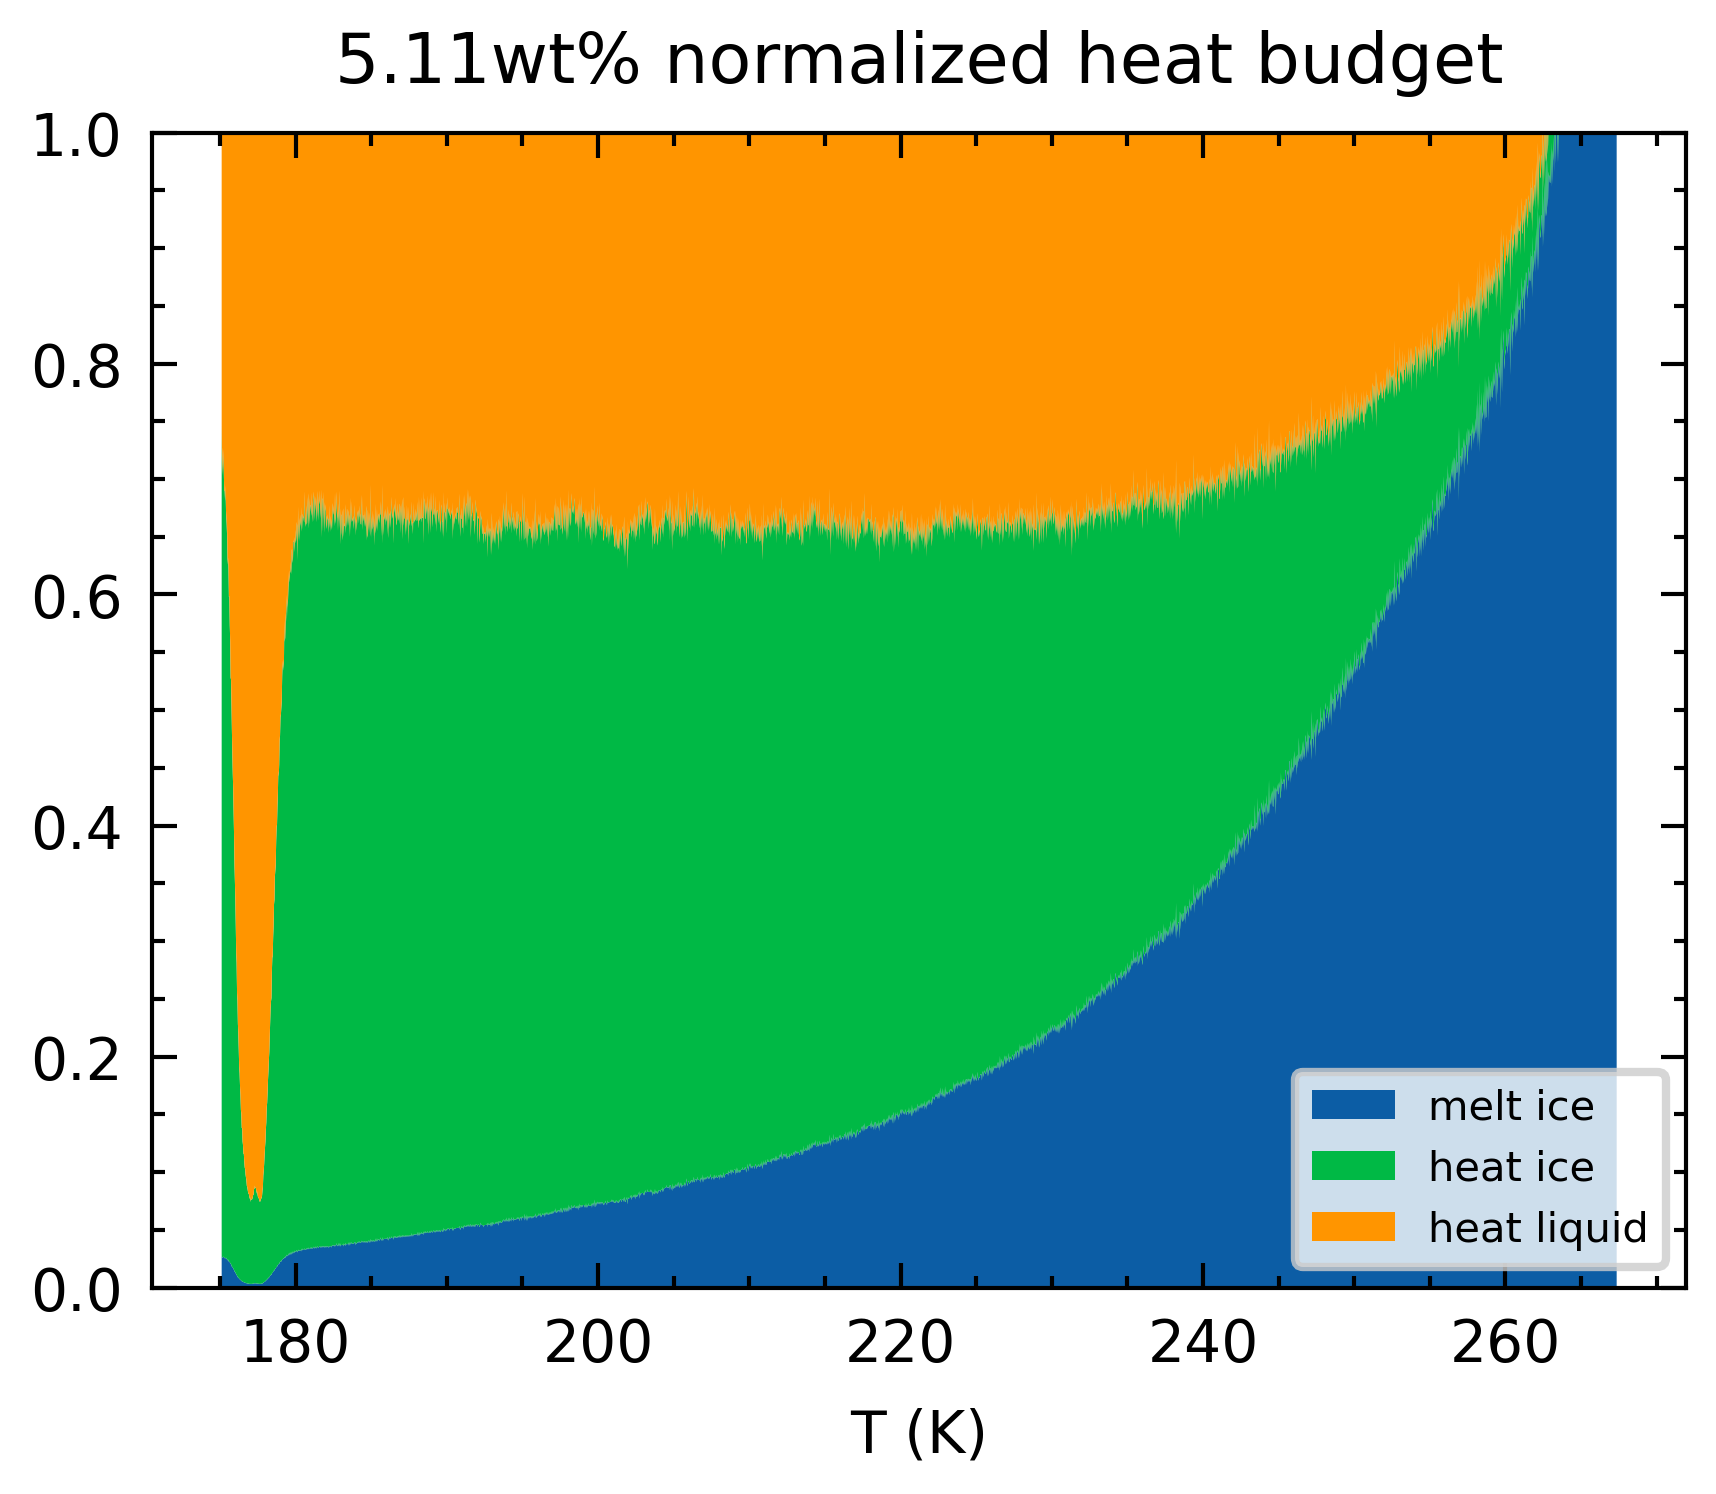 5.11wt% normalized heat budget
1.0
0.8
0.6
0.4
0.2
0.0
melt ice
heat ice
heat liquid
180 200 220 240 260
T (K)